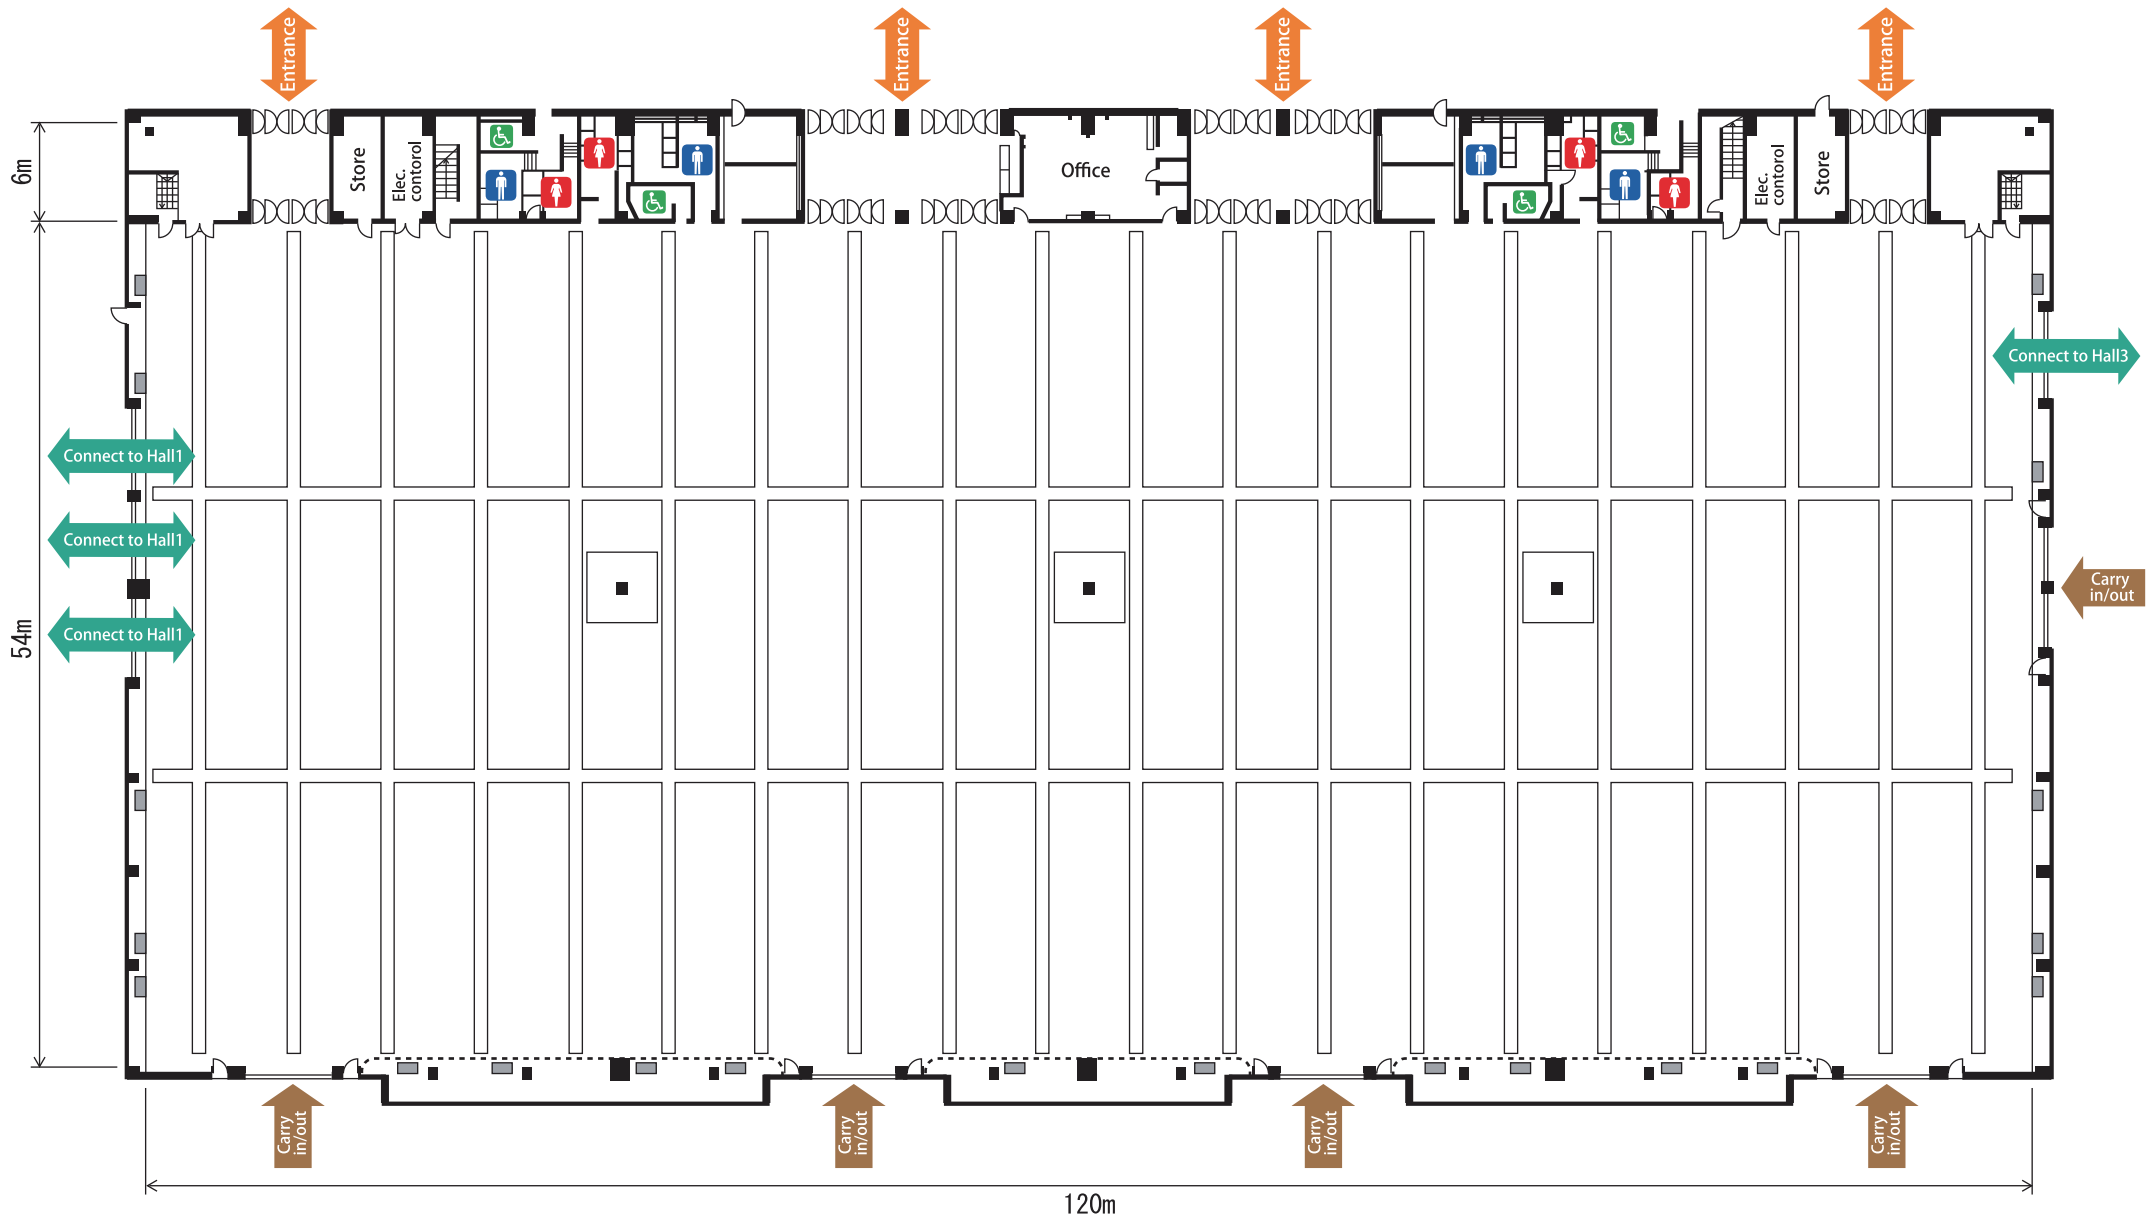 Entrance
Entrance
Entrance
Entrance
6m
Store
Elec.
contorol
Office
Elec.
contorol
Store
Connect to Hall3
Connect to Hall1
Connect to Hall1
Carry
in/out
Connect to Hall1
54m
Carry
in/out
Carry
in/out
Carry
in/out
Carry
in/out
120m